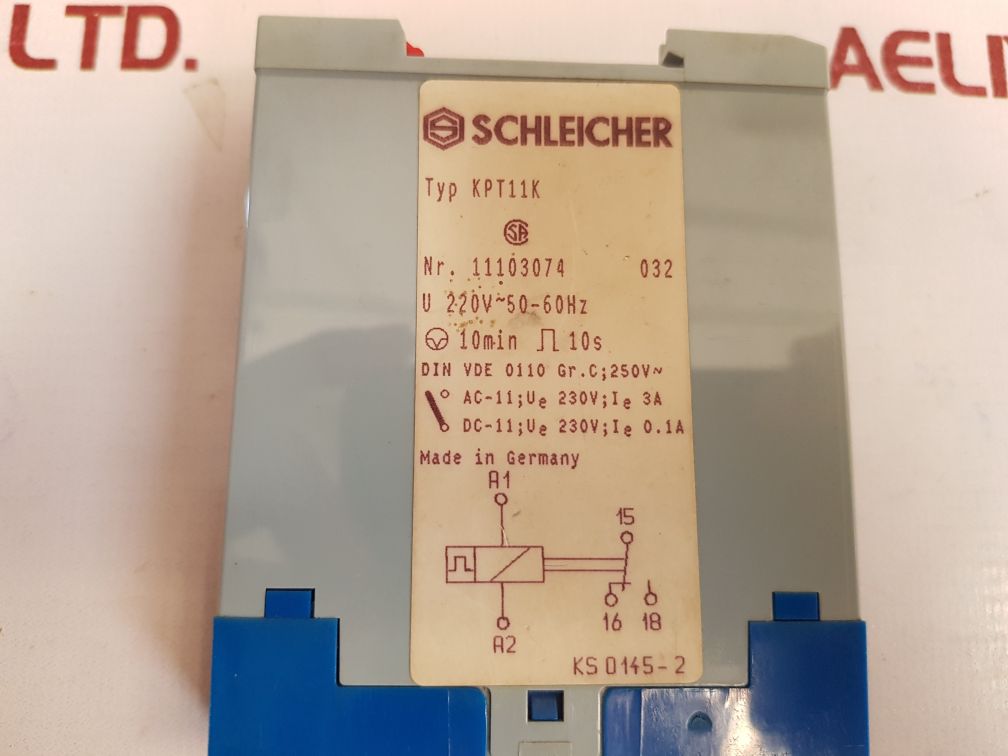 LTD.
AELI
SCHLEICHER
Typ KPT11K
Nr. 11103074 032
U 220V~50-60Hz
10min 10s
DIN VDE 0110 Gr.C;250V~
AC-11;Ue 230V;Ie 3A
DC-11;Ue 230V;Ie 0.1A
Made in Germany
A1
15
16 18
A2
KS 0145-2